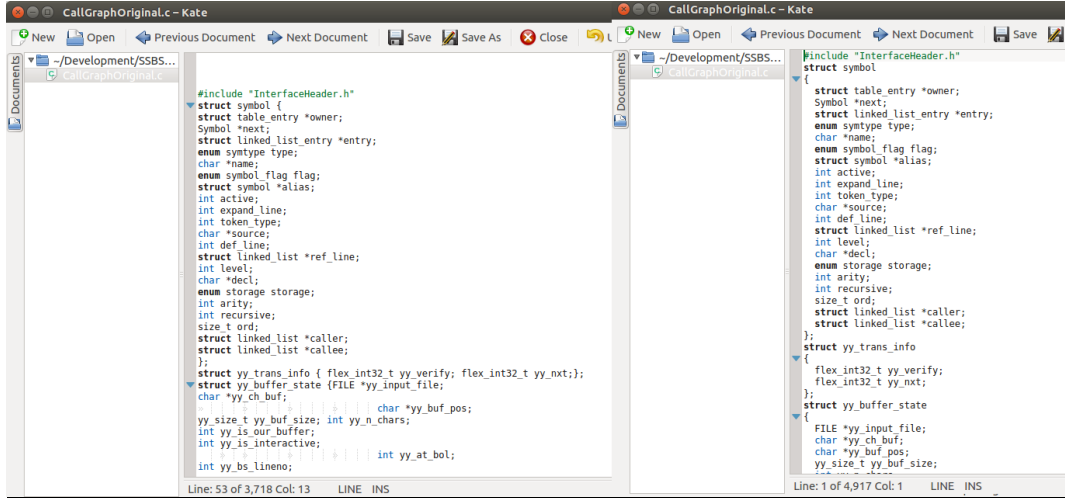 CallGraphOriginal.c – Kate
New Open Previous Document Next Document Save Save As Close
Documents
~/Development/SSBS...
CallGraphOriginal.c
#include "InterfaceHeader.h"
struct symbol {
struct table_entry *owner;
Symbol *next;
struct linked_list_entry *entry;
enum symtype type;
char *name;
enum symbol_flag flag;
struct symbol *alias;
int active;
int expand_line;
int token_type;
char *source;
int def_line;
struct linked_list *ref_line;
int level;
char *decl;
enum storage storage;
int arity;
int recursive;
size_t ord;
struct linked_list *caller;
struct linked_list *callee;
};
struct yy_trans_info { flex_int32_t yy_verify; flex_int32_t yy_nxt;};
struct yy_buffer_state {FILE *yy_input_file;
char *yy_ch_buf;
char *yy_buf_pos;
yy_size_t yy_buf_size; int yy_n_chars;
int yy_is_our_buffer;
int yy_is_interactive;
int yy_at_bol;
int yy_bs_lineno;
Line: 53 of 3,718 Col: 13 LINE INS
CallGraphOriginal.c – Kate
New Open Previous Document Next Document Save
Documents
~/Development/SSBS...
CallGraphOriginal.c
#include "InterfaceHeader.h"
struct symbol
{
struct table_entry *owner;
Symbol *next;
struct linked_list_entry *entry;
enum symtype type;
char *name;
enum symbol_flag flag;
struct symbol *alias;
int active;
int expand_line;
int token_type;
char *source;
int def_line;
struct linked_list *ref_line;
int level;
char *decl;
enum storage storage;
int arity;
int recursive;
size_t ord;
struct linked_list *caller;
struct linked_list *callee;
};
struct yy_trans_info
{
flex_int32_t yy_verify;
flex_int32_t yy_nxt;
};
struct yy_buffer_state
{
FILE *yy_input_file;
char *yy_ch_buf;
char *yy_buf_pos;
yy_size_t yy_buf_size;
Line: 1 of 4,917 Col: 1 LINE INS